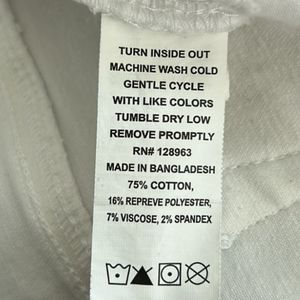 TURN INSIDE OUT
MACHINE WASH COLD
GENTLE CYCLE
WITH LIKE COLORS
TUMBLE DRY LOW
REMOVE PROMPTLY
RN# 128963
MADE IN BANGLADESH
75% COTTON,
16% REPREVE POLYESTER,
7% VISCOSE, 2% SPANDEX